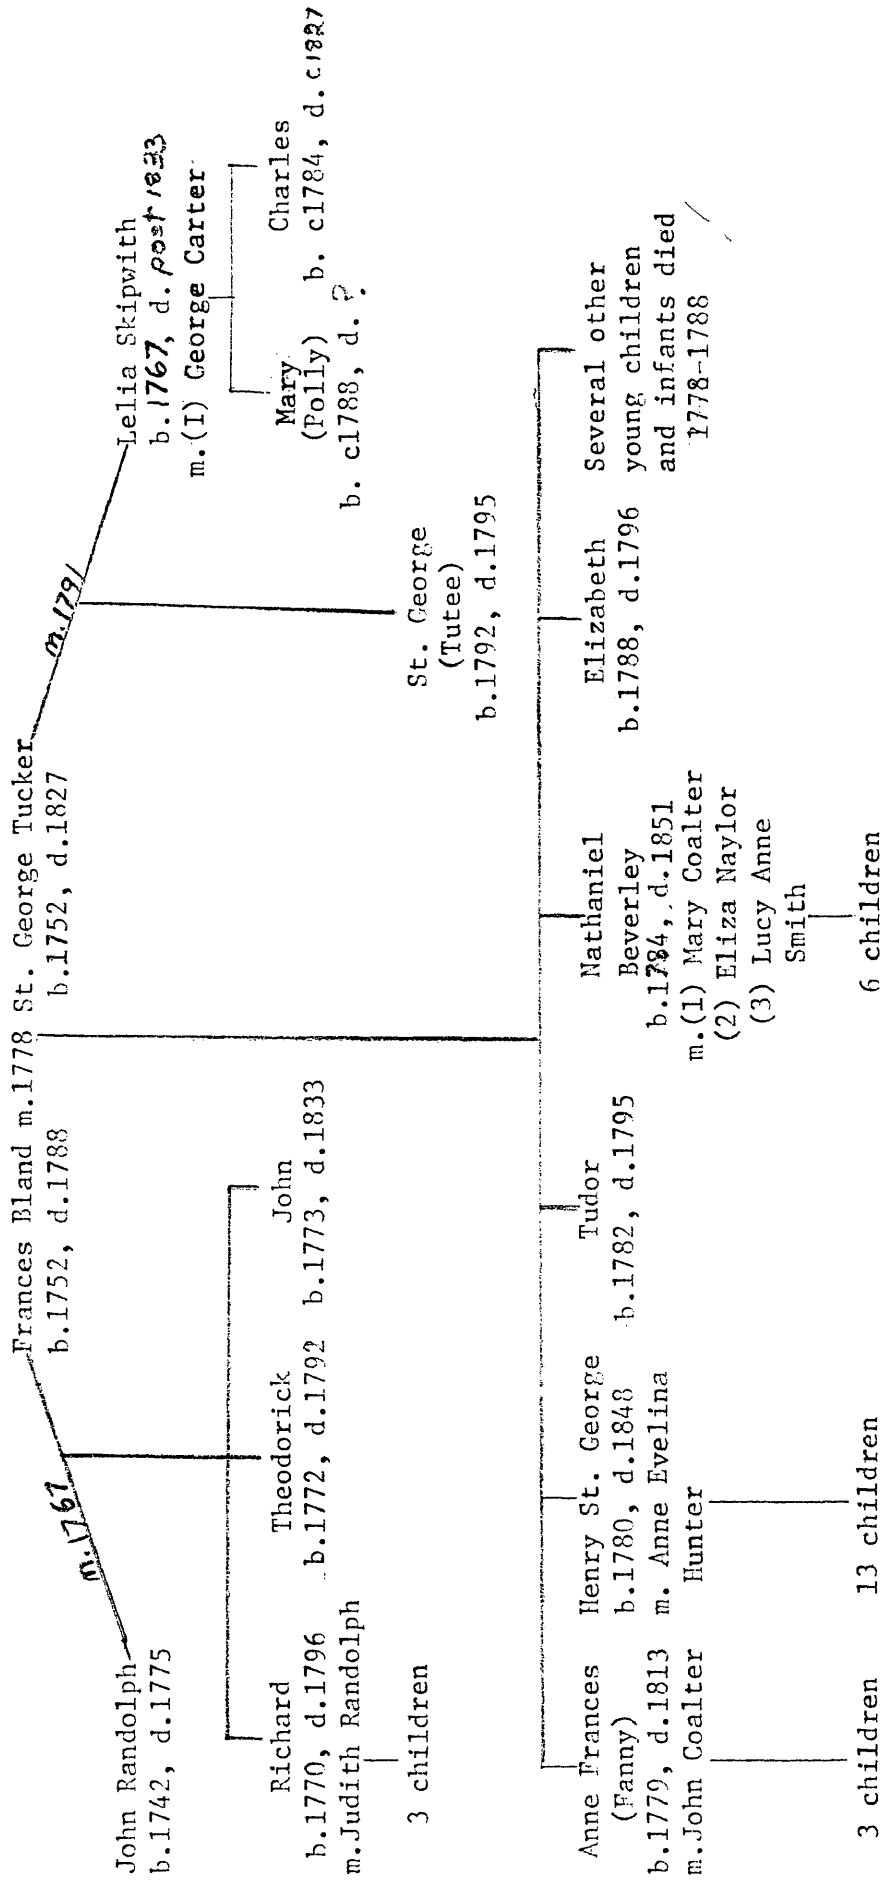 Frances Bland m.1778 St. George Tucker
b.1752, d.1788
b.1752, d.1827
m.1767
m.1791
John Randolph
b.1742, d.1775
Lelia Skipwith
b.1767, d. post 1833
m.(I) George Carter
Richard
b.1770, d.1796
m.Judith Randolph
3 children
Theodorick
b.1772, d.1792
John
b.1773, d.1833
Mary
(Polly)
b. c1788, d. ?
Charles
b. c1784, d. c1827
St. George
(Tutee)
b.1792, d.1795
Anne Frances
(Fanny)
b.1779, d.1813
m.John Coalter
3 children
Henry St. George
b.1780, d.1848
m. Anne Evelina
Hunter
13 children
Tudor
b.1782, d.1795
Nathaniel
Beverley
b.1784, d.1851
m.(1) Mary Coalter
(2) Eliza Naylor
(3) Lucy Anne
Smith
6 children
Elizabeth
b.1788, d.1796
Several other
young children
and infants died
1778-1788